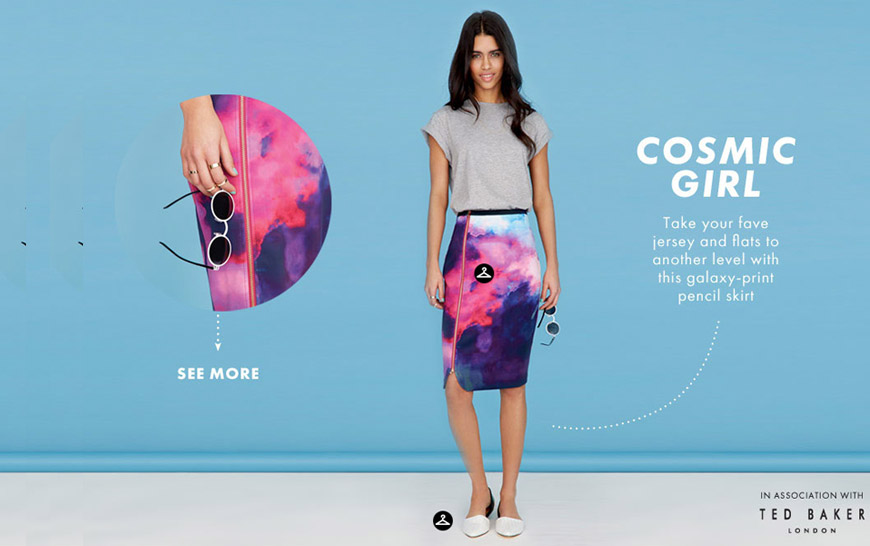 COSMIC
GIRL
Take your fave
jersey and flats to
another level with
this galaxy-print
pencil skirt
SEE MORE
IN ASSOCIATION WITH
TED BAKER
LONDON